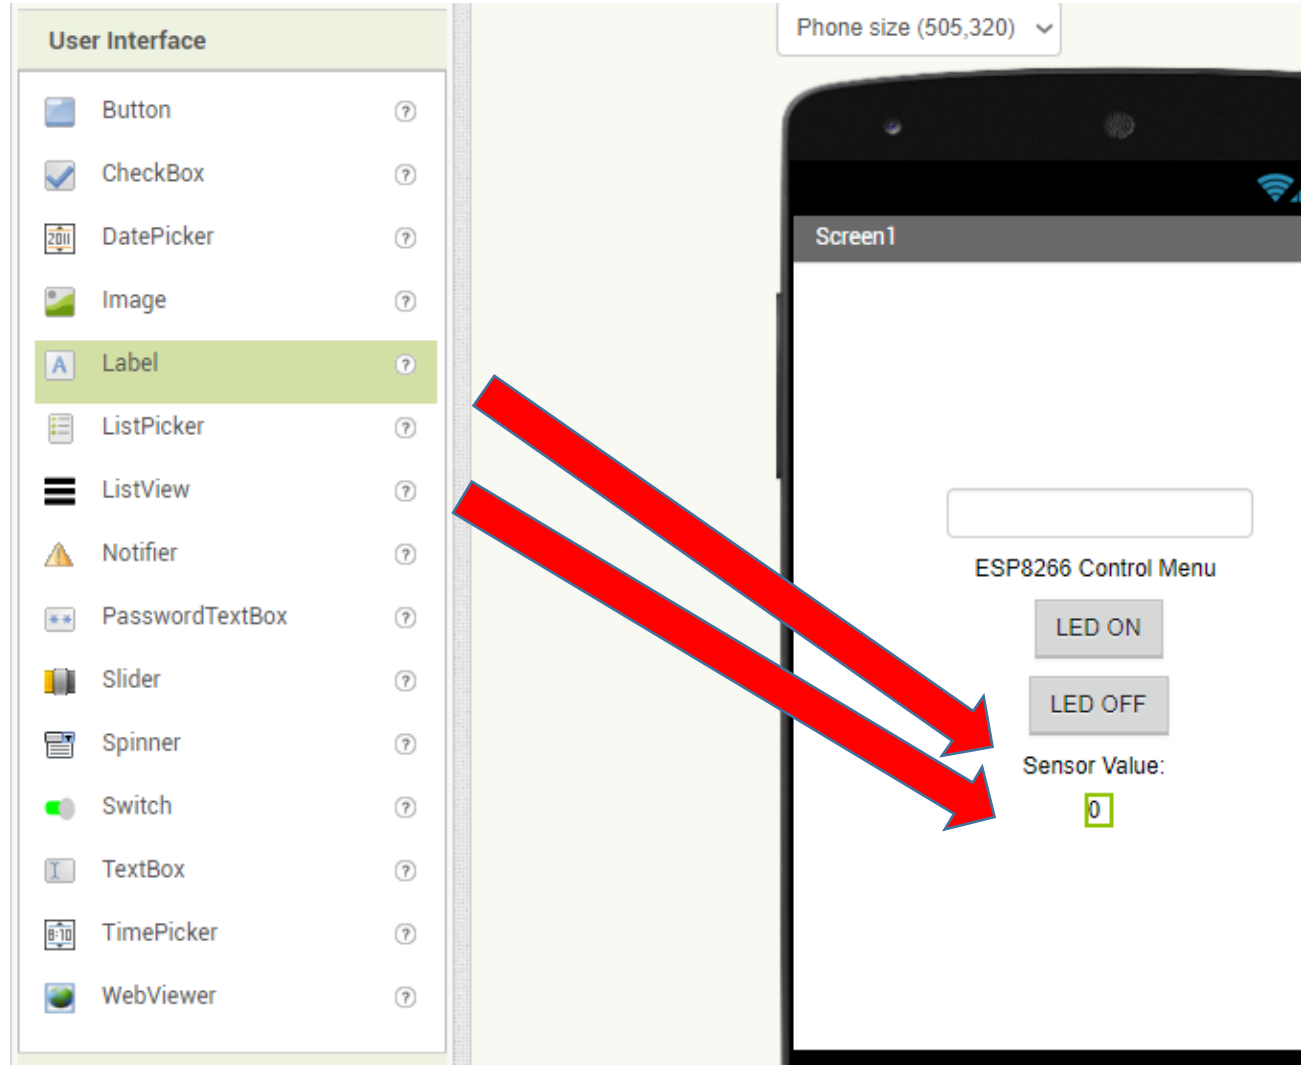 User Interface
Button
CheckBox
DatePicker
Image
Label
ListPicker
ListView
Notifier
PasswordTextBox
Slider
Spinner
Switch
TextBox
TimePicker
WebViewer
Phone size (505,320)
Screen1
ESP8266 Control Menu
LED ON
LED OFF
Sensor Value:
0